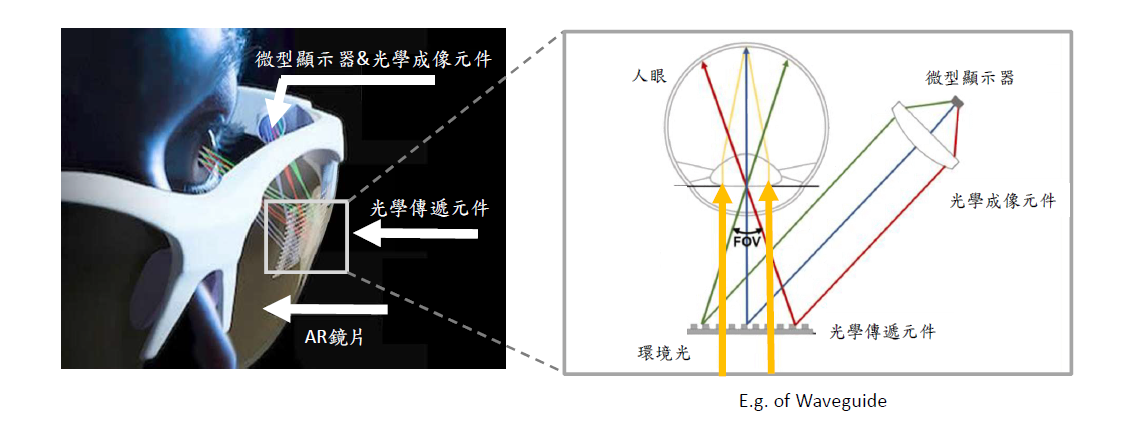 微型顯示器&光學成像元件
光學傳遞元件
AR鏡片
人眼
微型顯示器
光學成像元件
FOV
光學傳遞元件
環境光
E.g. of Waveguide